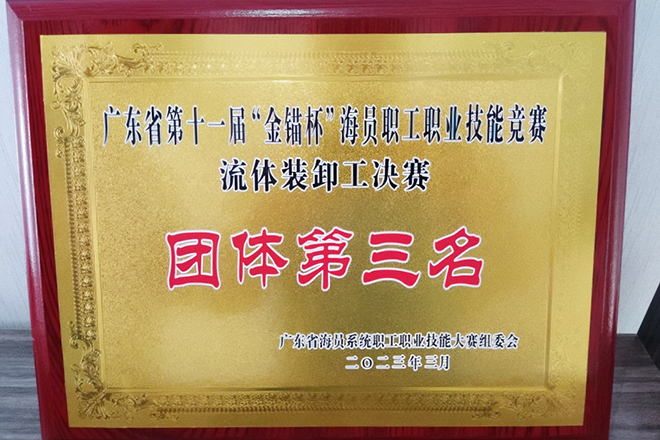 广东省第十一届“金锚杯”海员职工职业技能竞赛
流体装卸工决赛
团体第三名
广东省海员系统职工职业技能大赛组委会
二〇二三年三月